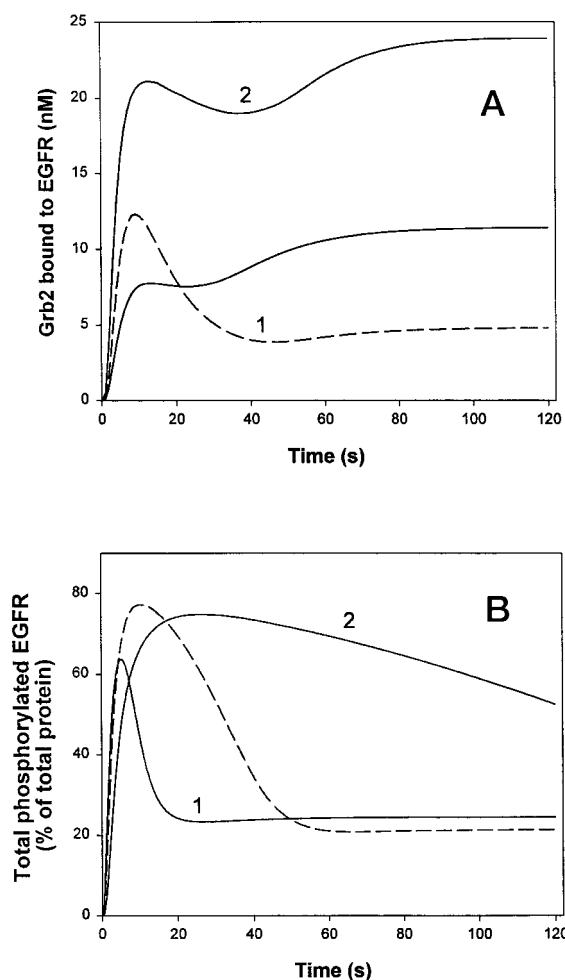 25
20
15
10
5
0
Grb2 bound to EGFR (nM)
2
1
A
0 20 40 60 80 100 120
Time (s)
80
60
40
20
0
Total phosphorylated EGFR
(% of total protein)
2
1
B
0 20 40 60 80 100 120
Time (s)